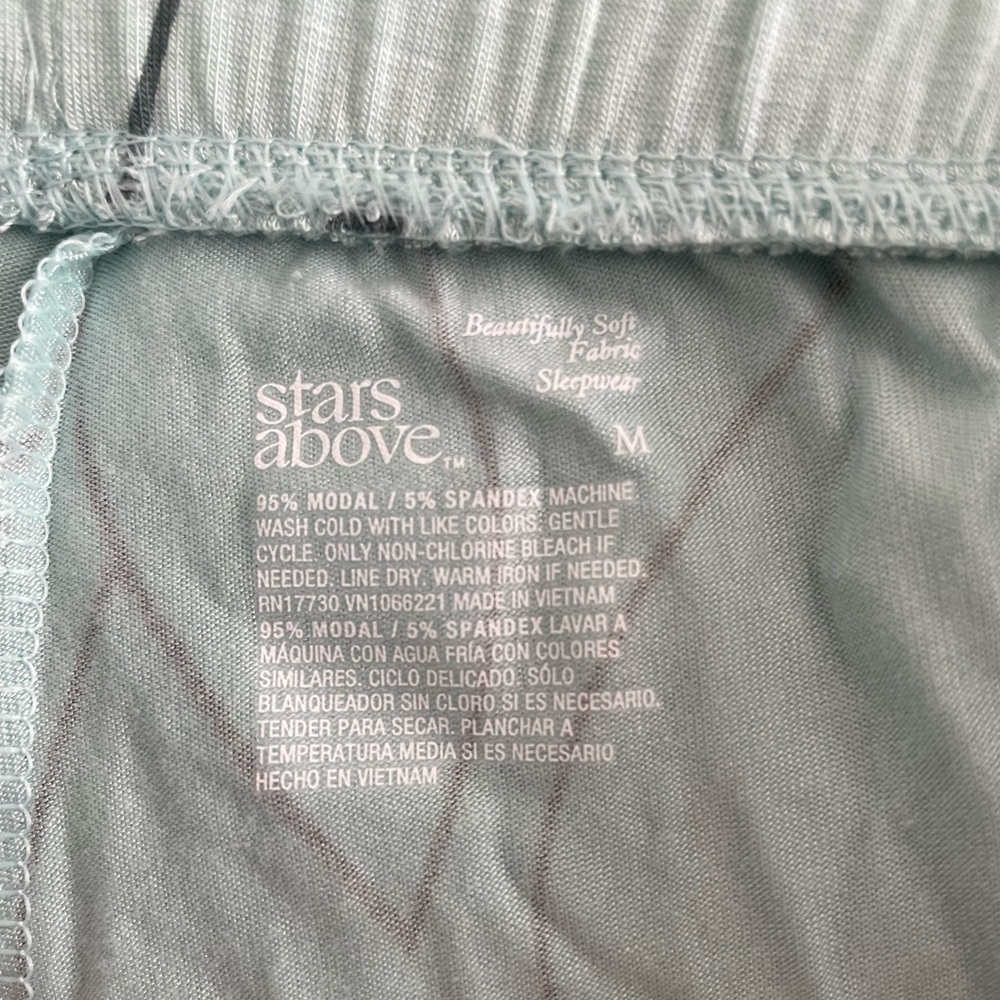 Beautifully Soft
Fabric
Sleepwear
stars
above™
M
95% MODAL / 5% SPANDEX MACHINE
WASH COLD WITH LIKE COLORS. GENTLE
CYCLE. ONLY NON-CHLORINE BLEACH IF
NEEDED. LINE DRY. WARM IRON IF NEEDED.
RN17730 VN1066221 MADE IN VIETNAM
95% MODAL / 5% SPANDEX LAVAR A
MÁQUINA CON AGUA FRÍA CON COLORES
SIMILARES. CICLO DELICADO. SÓLO
BLANQUEADOR SIN CLORO SI ES NECESARIO.
TENDER PARA SECAR. PLANCHAR A
TEMPERATURA MEDIA SI ES NECESARIO
HECHO EN VIETNAM